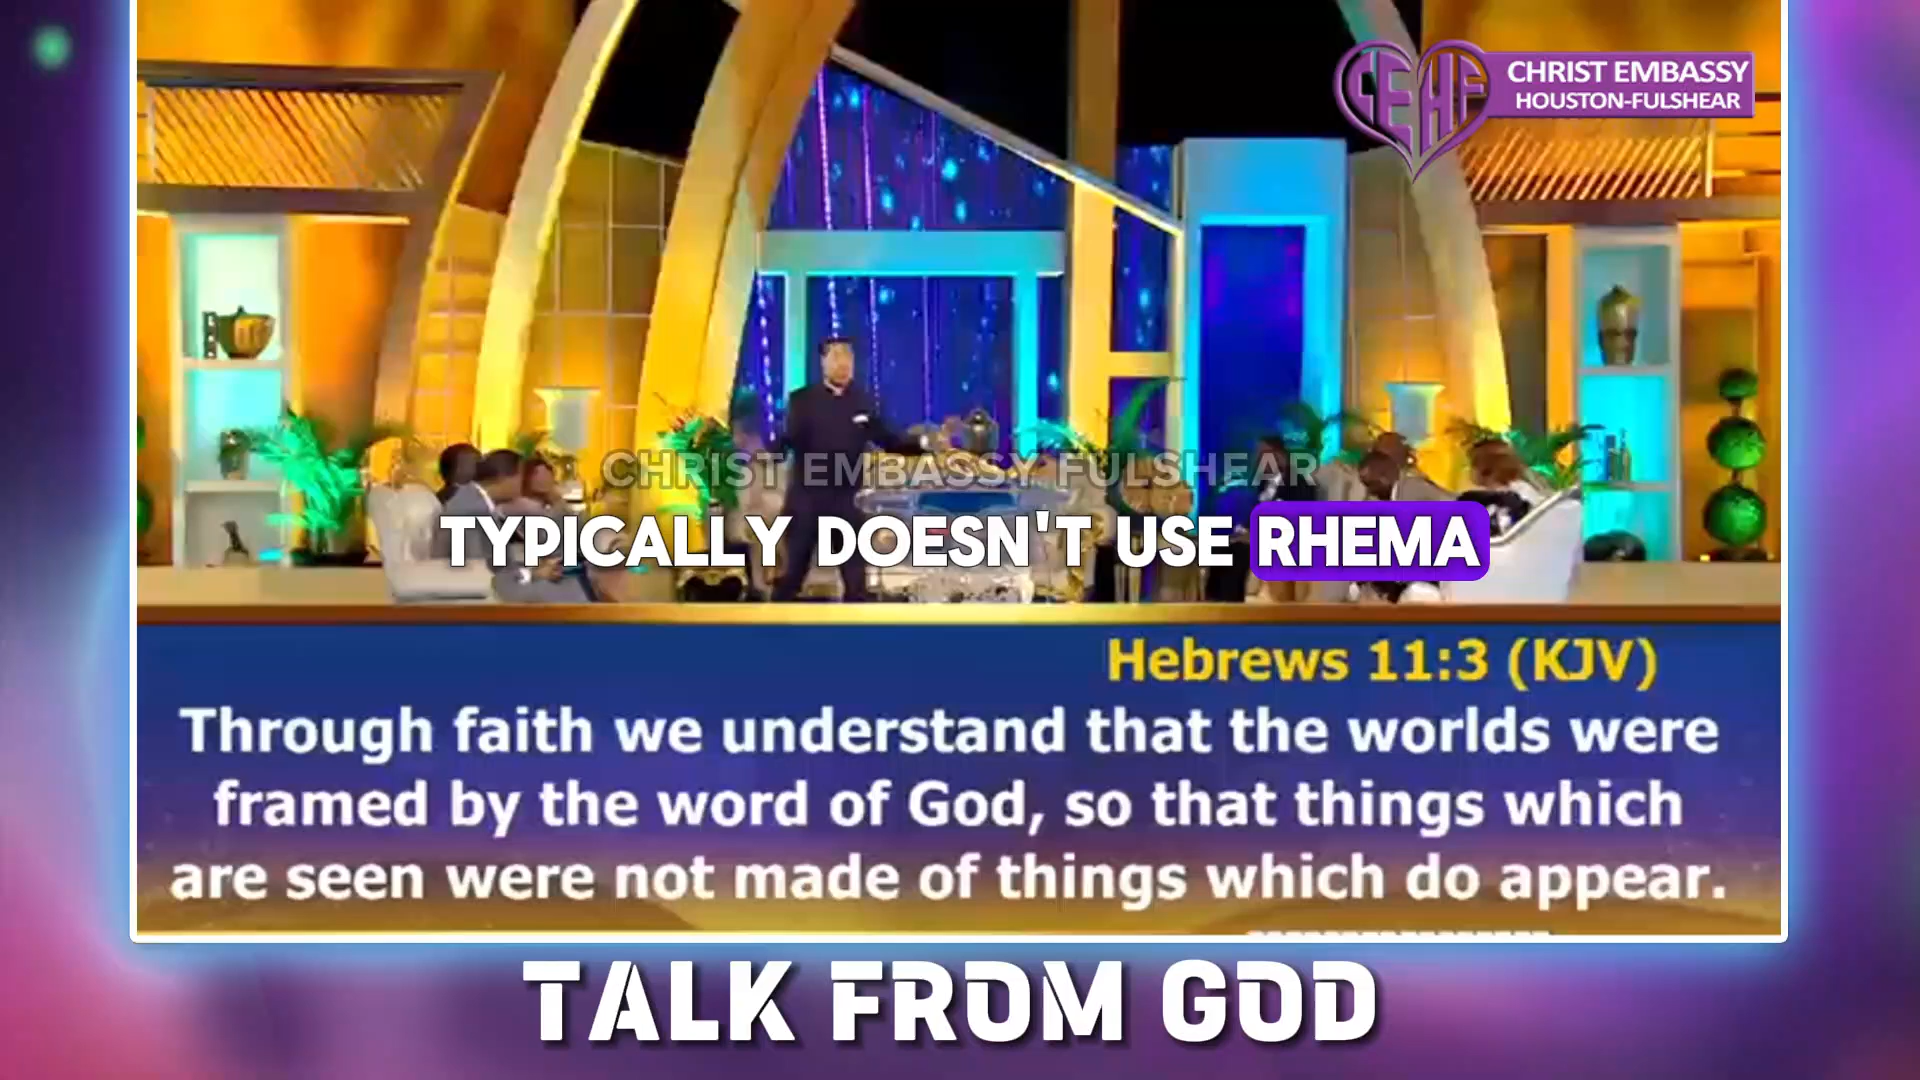 CEHF
CHRIST EMBASSY
HOUSTON-FULSHEAR
CHRIST EMBASSY FULSHEAR
TYPICALLY DOESN'T USE RHEMA
Hebrews 11:3 (KJV)
Through faith we understand that the worlds were
framed by the word of God, so that things which
are seen were not made of things which do appear.
TALK FROM GOD